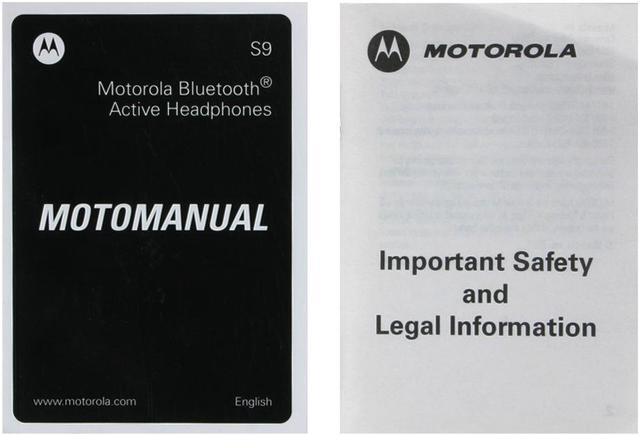 S9
Motorola Bluetooth®
Active Headphones
MOTOMANUAL
www.motorola.com
English
MOTOROLA
Important Safety
and
Legal Information